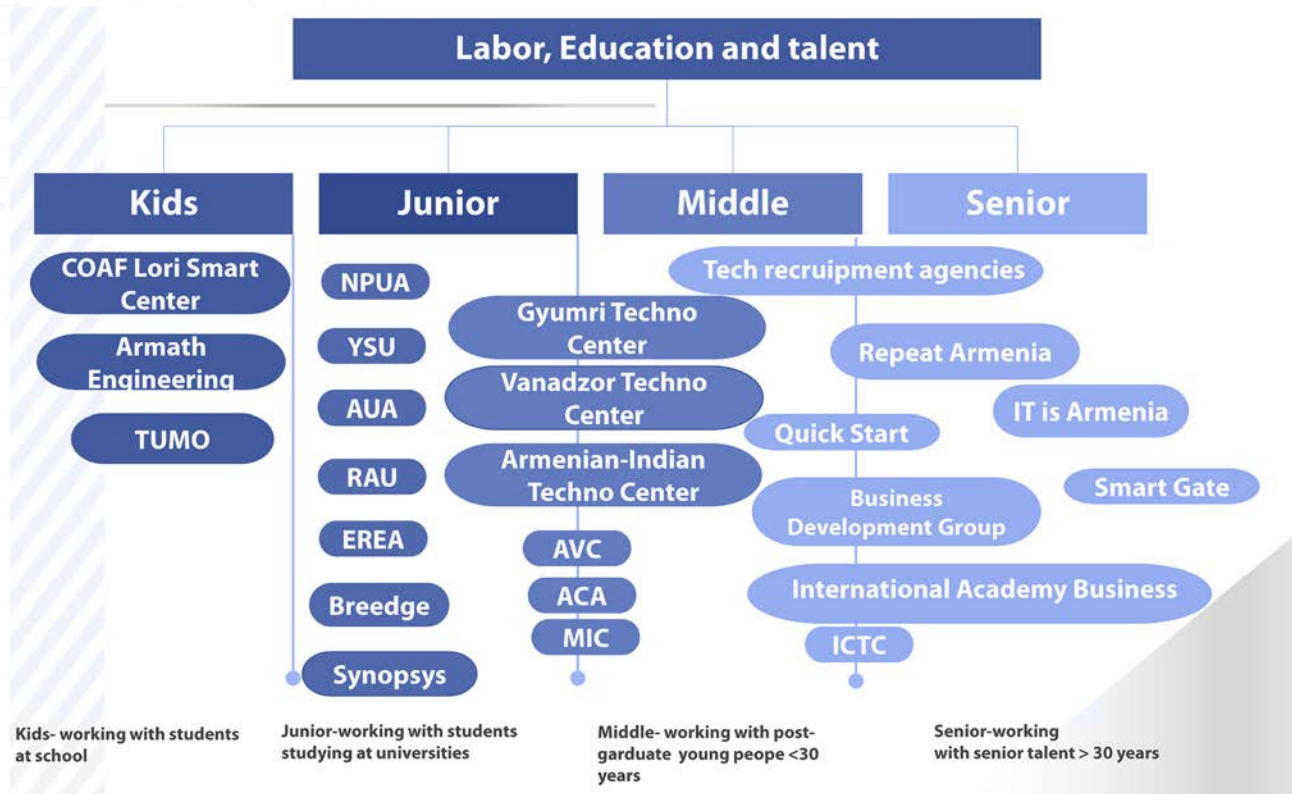 Labor, Education and talent
Kids
Junior
Middle
Senior
COAF Lori Smart
Center
Armath
Engineering
TUMO
NPUA
YSU
AUA
RAU
EREA
Breedge
Synopsys
Gyumri Techno
Center
Vanadzor Techno
Center
Armenian-Indian
Techno Center
AVC
ACA
MIC
Tech recruipment agencies
Repeat Armenia
IT is Armenia
Quick Start
Smart Gate
Business
Development Group
International Academy Business
ICTC
Kids- working with students
at school
Junior-working with students
studying at universities
Middle- working with post-
garduate young peope <30
years
Senior-working
with senior talent > 30 years